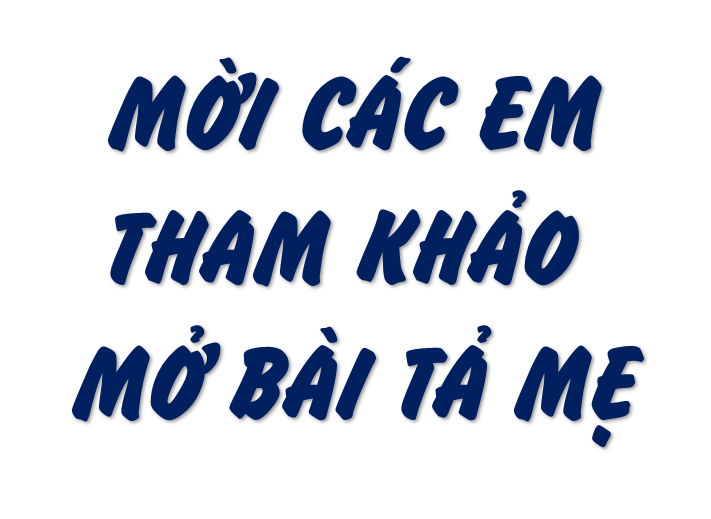 MỜI CÁC EM
THAM KHẢO
MỞ BÀI TẢ MẸ